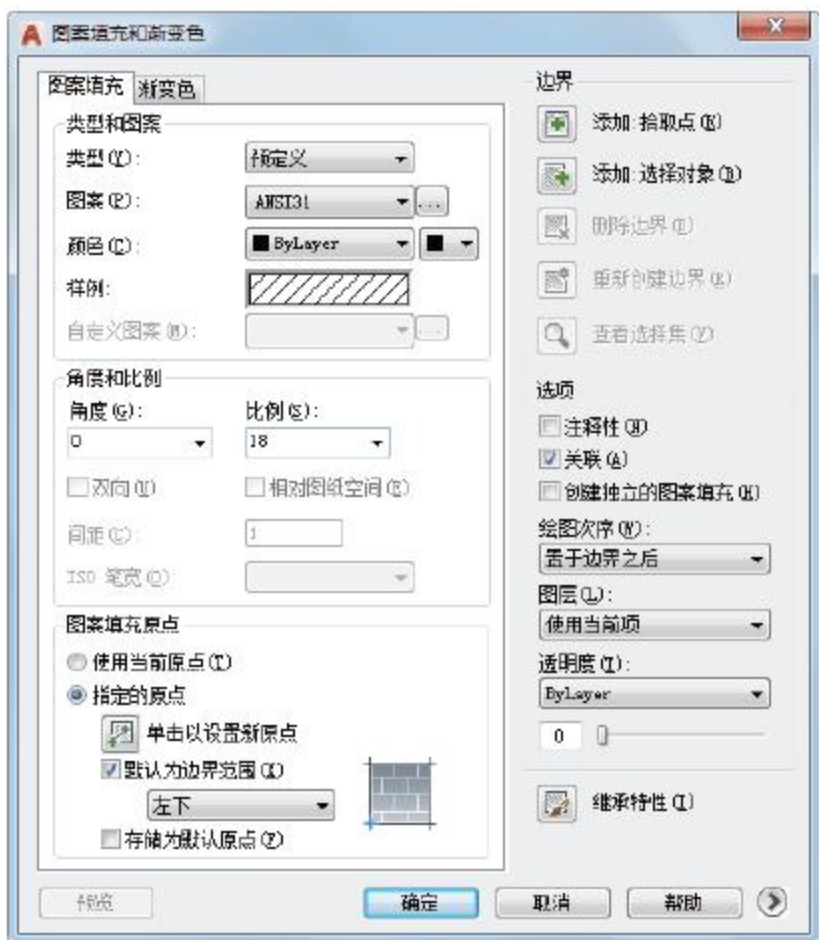 图案填充和渐变色
图案填充 渐变色
类型和图案
类型(Y): 预定义
图案(P): ANSI31 ...
颜色(C): ByLayer
样例:
自定义图案(M): ...
角度和比例
角度(G): 比例(S):
0 18
双向(U) 相对图纸空间(E)
间距(C): 1
ISO 笔宽(O):
图案填充原点
使用当前原点(T)
指定的原点
单击以设置新原点
默认为边界范围(X)
左下
存储为默认原点(F)
边界
添加:拾取点(K)
添加:选择对象(B)
删除边界(D)
重新创建边界(R)
查看选择集(V)
选项
注释性(N)
关联(A)
创建独立的图案填充(H)
绘图次序(W):
置于边界之后
图层(L):
使用当前项
透明度(T):
ByLayer
0
继承特性(I)
预览 确定 取消 帮助